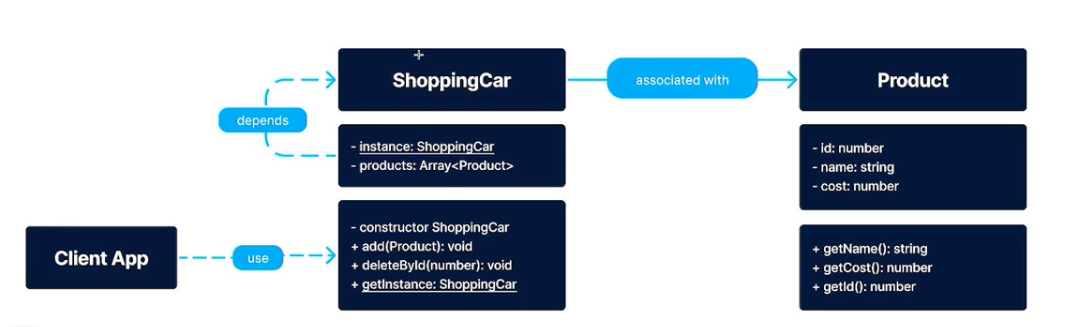 ShoppingCar
associated with
Product
depends
- instance: ShoppingCar
- products: Array<Product>
- id: number
- name: string
- cost: number
Client App
use
- constructor ShoppingCar
+ add(Product): void
+ deleteById(number): void
+ getInstance: ShoppingCar
+ getName(): string
+ getCost(): number
+ getId(): number